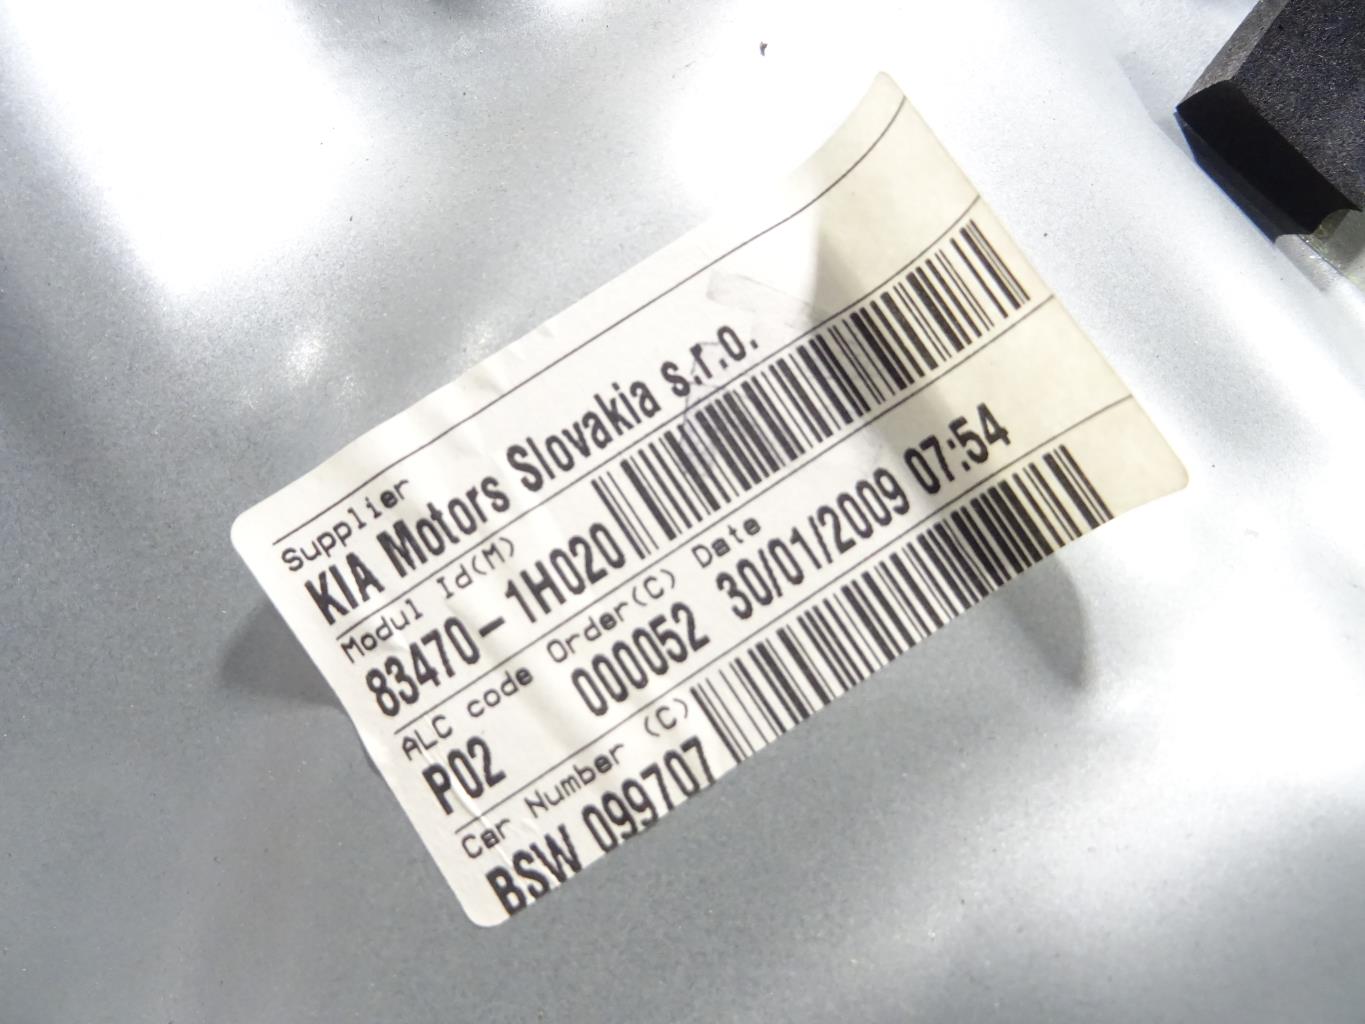 Supplier
KIA Motors Slovakia s.r.o.
Modul Id(M)
83470-1H020
ALC code Order(C) Date
P02 000052 30/01/2009 07:54
Car Number (C)
BSW 099707